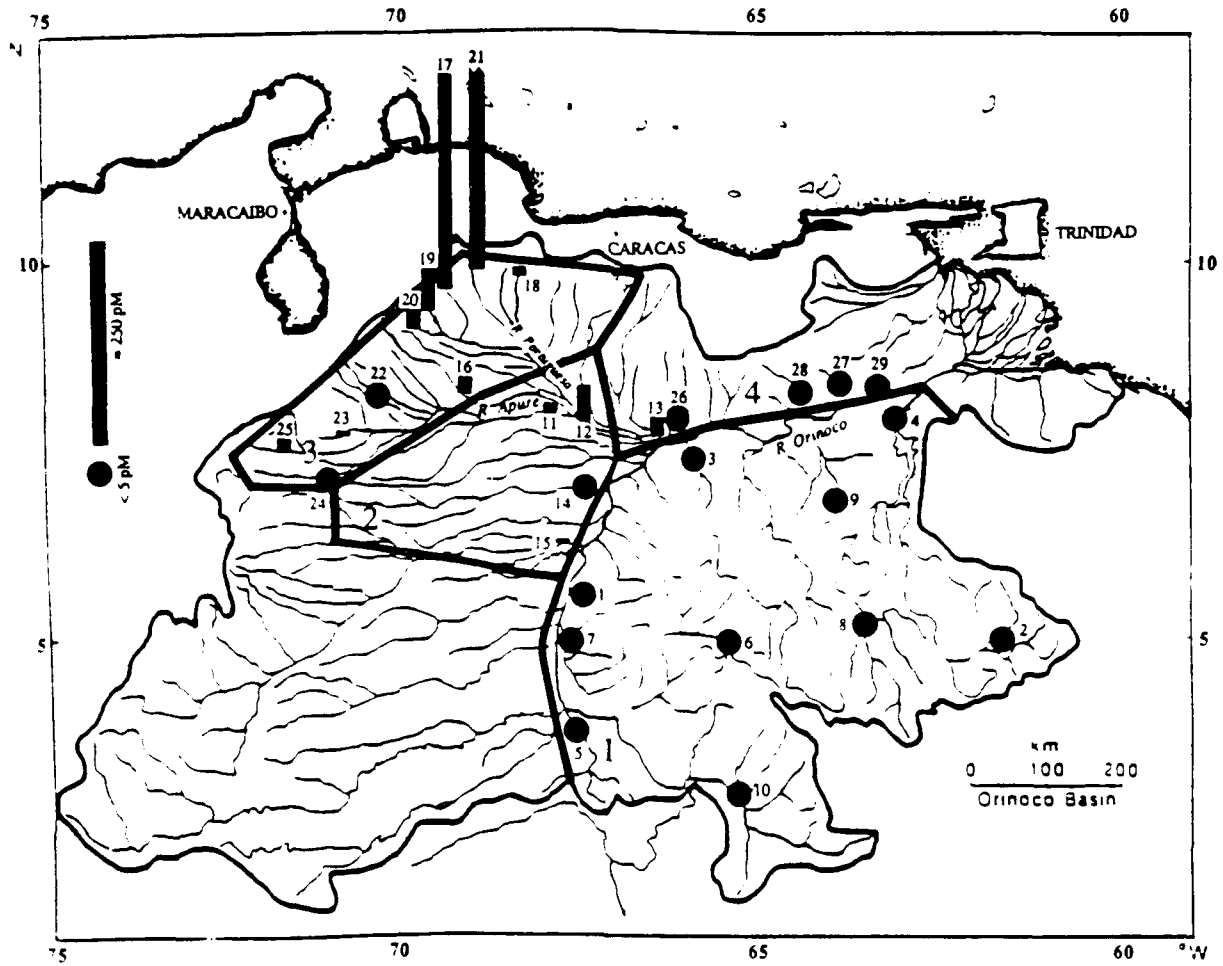 75 70 65 60
N
17 21
MARACAIBO
CARACAS
TRINIDAD
10 10
19
18
20
= 250 pM
R. Portuguesa
22
16
28 27 29
4
26
R Apure
11
12
13
4
25
23
3
R Orinoco
3
< 5 pM
24
14
9
2
15
1
5 5
7
6
8
2
km
5
1
0 100 200
10
Orinoco Basin
75 70 65 60 °W